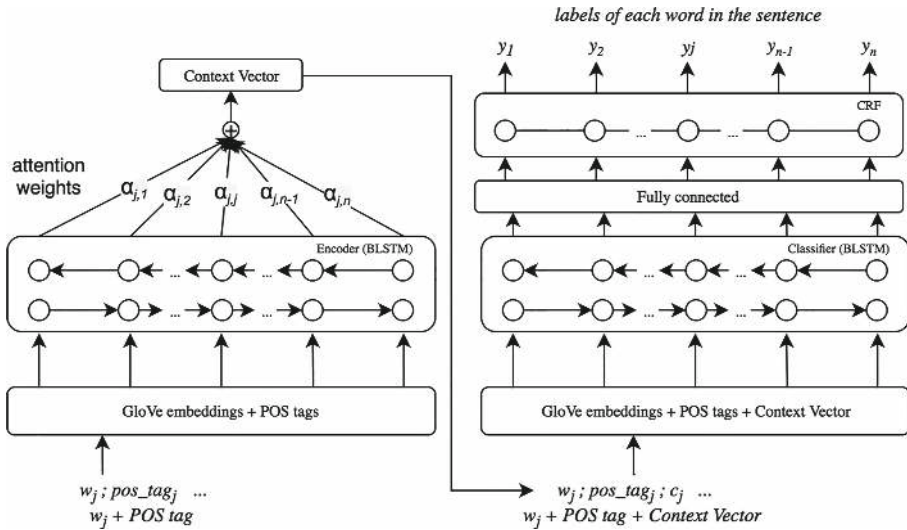 labels of each word in the sentence
y1 y2 yj yn-1 yn
Context Vector
CRF
... ...
+
attention
weights
αj,1 αj,2 αj,j αj,n-1 αj,n
Fully connected
Encoder (BLSTM)
... ...
... ...
Classifier (BLSTM)
... ...
... ...
GloVe embeddings + POS tags
GloVe embeddings + POS tags + Context Vector
wj ; pos_tagj ...
wj + POS tag
wj ; pos_tagj ; cj ...
wj + POS tag + Context Vector